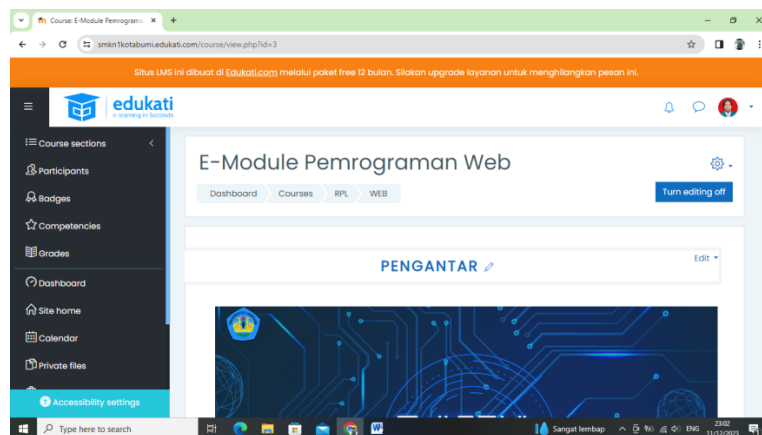 Course: E-Module Pemrograma
smkn1kotabumi.edukati.com/course/view.php?id=3
Situs LMS ini dibuat di Edukati.com melalui paket free 12 bulan. Silakan upgrade layanan untuk menghilangkan pesan ini.
edukati
e-learning in Seconds
Course sections
Participants
Badges
Competencies
Grades
Dashboard
Site home
Calendar
Private files
Accessibility settings
E-Module Pemrograman Web
Dashboard Courses RPL WEB
Turn editing off
PENGANTAR
Edit
Type here to search
Sangat lembap
ENG
23:02
11/12/2023